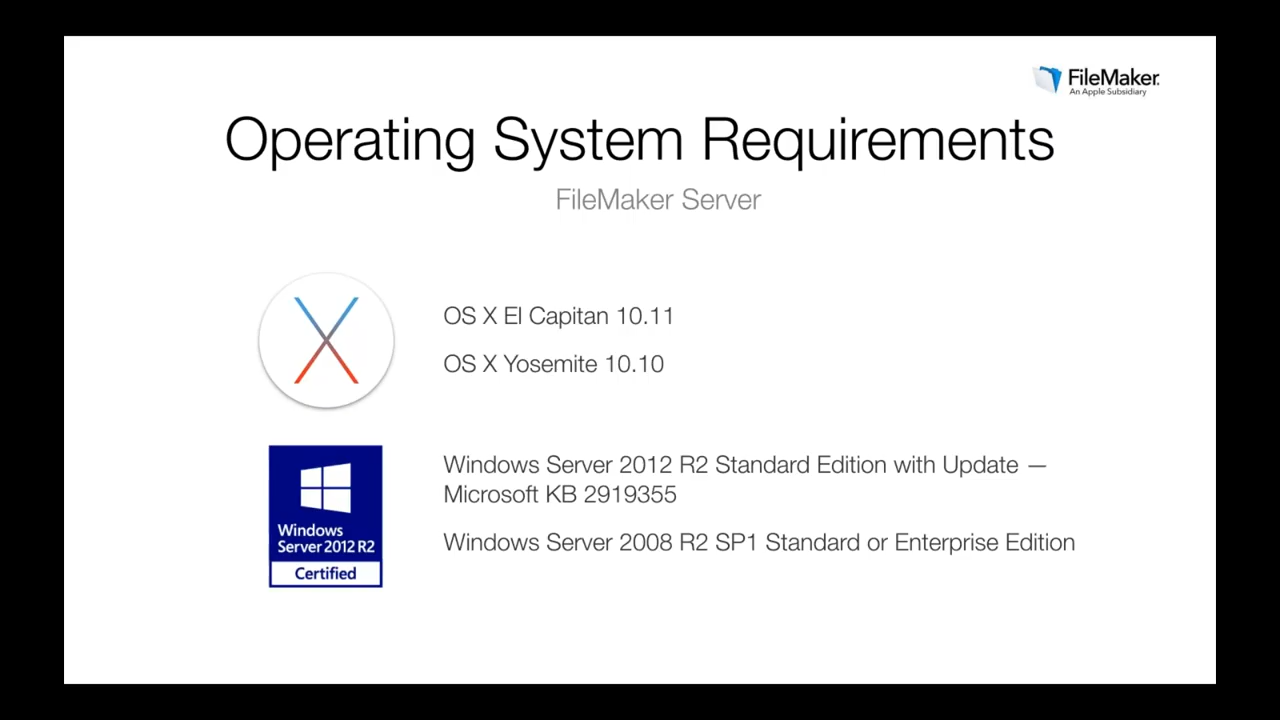 FileMaker
An Apple Subsidiary
Operating System Requirements
FileMaker Server
OS X El Capitan 10.11
OS X Yosemite 10.10
Windows Server 2012 R2 Standard Edition with Update —
Microsoft KB 2919355
Windows Server 2008 R2 SP1 Standard or Enterprise Edition
Windows
Server 2012 R2
Certified